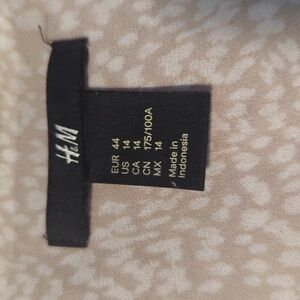 H&M
EUR 44
US 14
CA 14
CN 175/100A
MX 14
Made in
Indonesia